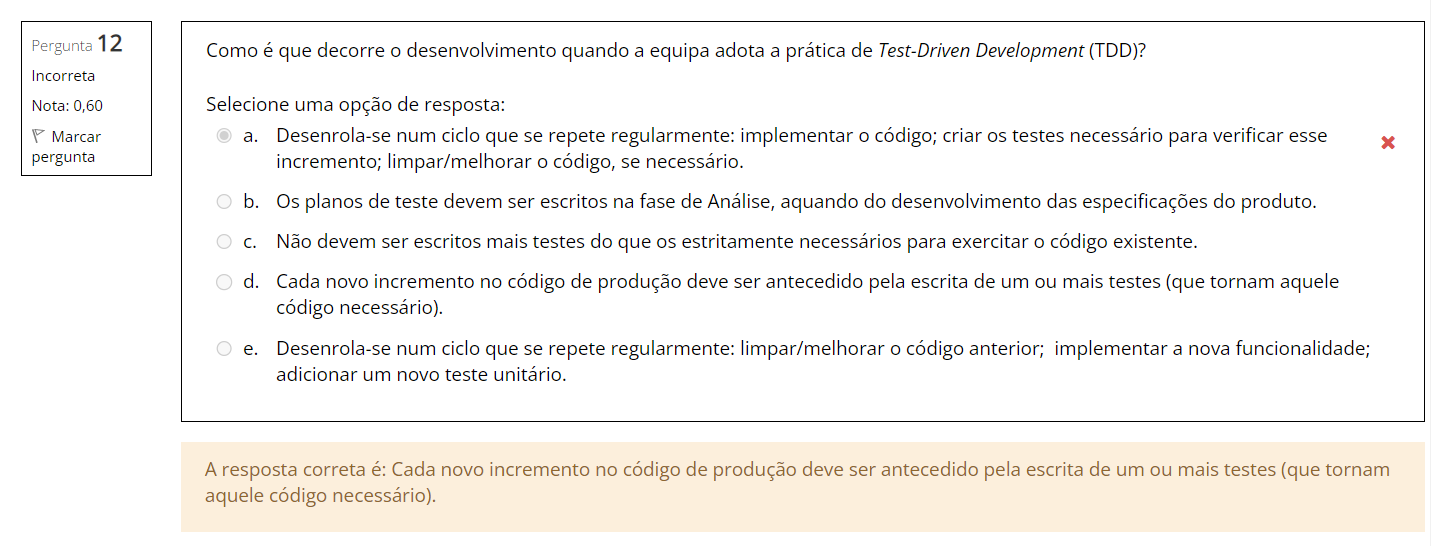 Pergunta 12
Incorreta
Nota: 0,60
Marcar
pergunta
Como é que decorre o desenvolvimento quando a equipa adota a prática de Test-Driven Development (TDD)?
Selecione uma opção de resposta:
a. Desenrola-se num ciclo que se repete regularmente: implementar o código; criar os testes necessário para verificar esse
incremento; limpar/melhorar o código, se necessário.
b. Os planos de teste devem ser escritos na fase de Análise, aquando do desenvolvimento das especificações do produto.
c. Não devem ser escritos mais testes do que os estritamente necessários para exercitar o código existente.
d. Cada novo incremento no código de produção deve ser antecedido pela escrita de um ou mais testes (que tornam aquele
código necessário).
e. Desenrola-se num ciclo que se repete regularmente: limpar/melhorar o código anterior; implementar a nova funcionalidade;
adicionar um novo teste unitário.
A resposta correta é: Cada novo incremento no código de produção deve ser antecedido pela escrita de um ou mais testes (que tornam
aquele código necessário).